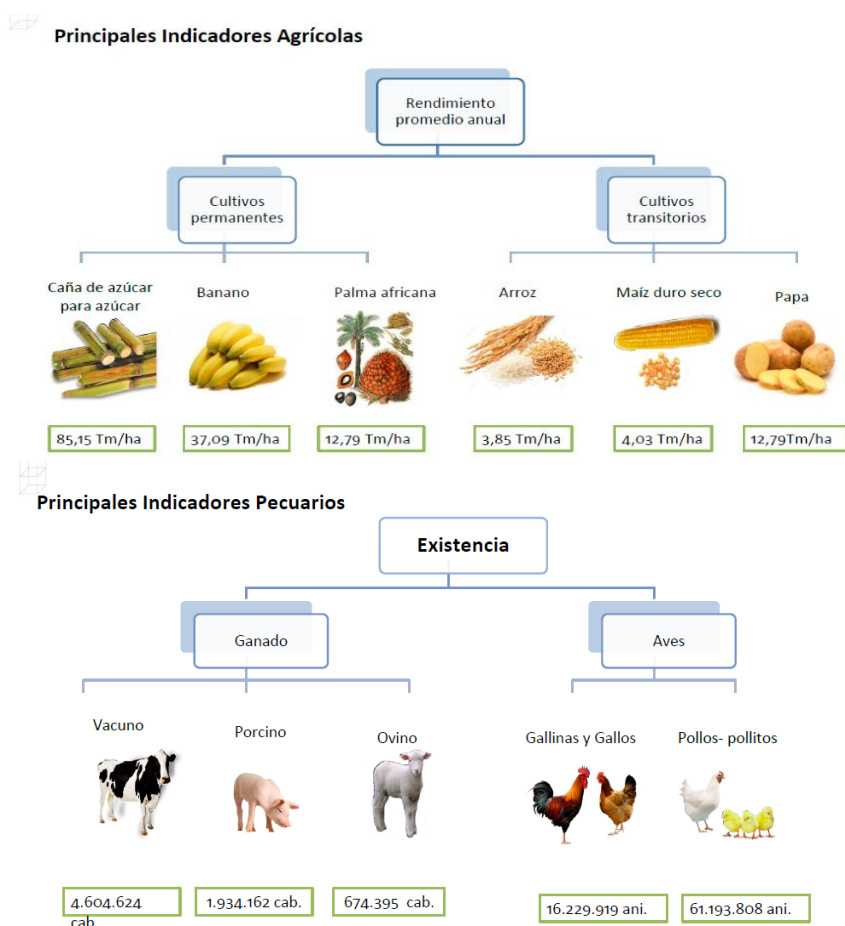 Principales Indicadores Agrícolas
Rendimiento
promedio anual
Cultivos
permanentes
Cultivos
transitorios
Caña de azúcar
para azúcar
Banano
Palma africana
Arroz
Maíz duro seco
Papa
85,15 Tm/ha
37,09 Tm/ha
12,79 Tm/ha
3,85 Tm/ha
4,03 Tm/ha
12,79Tm/ha
Principales Indicadores Pecuarios
Existencia
Ganado
Aves
Vacuno
Porcino
Ovino
Gallinas y Gallos
Pollos- pollitos
4.604.624
cab.
1.934.162 cab.
674.395 cab.
16.229.919 ani.
61.193.808 ani.